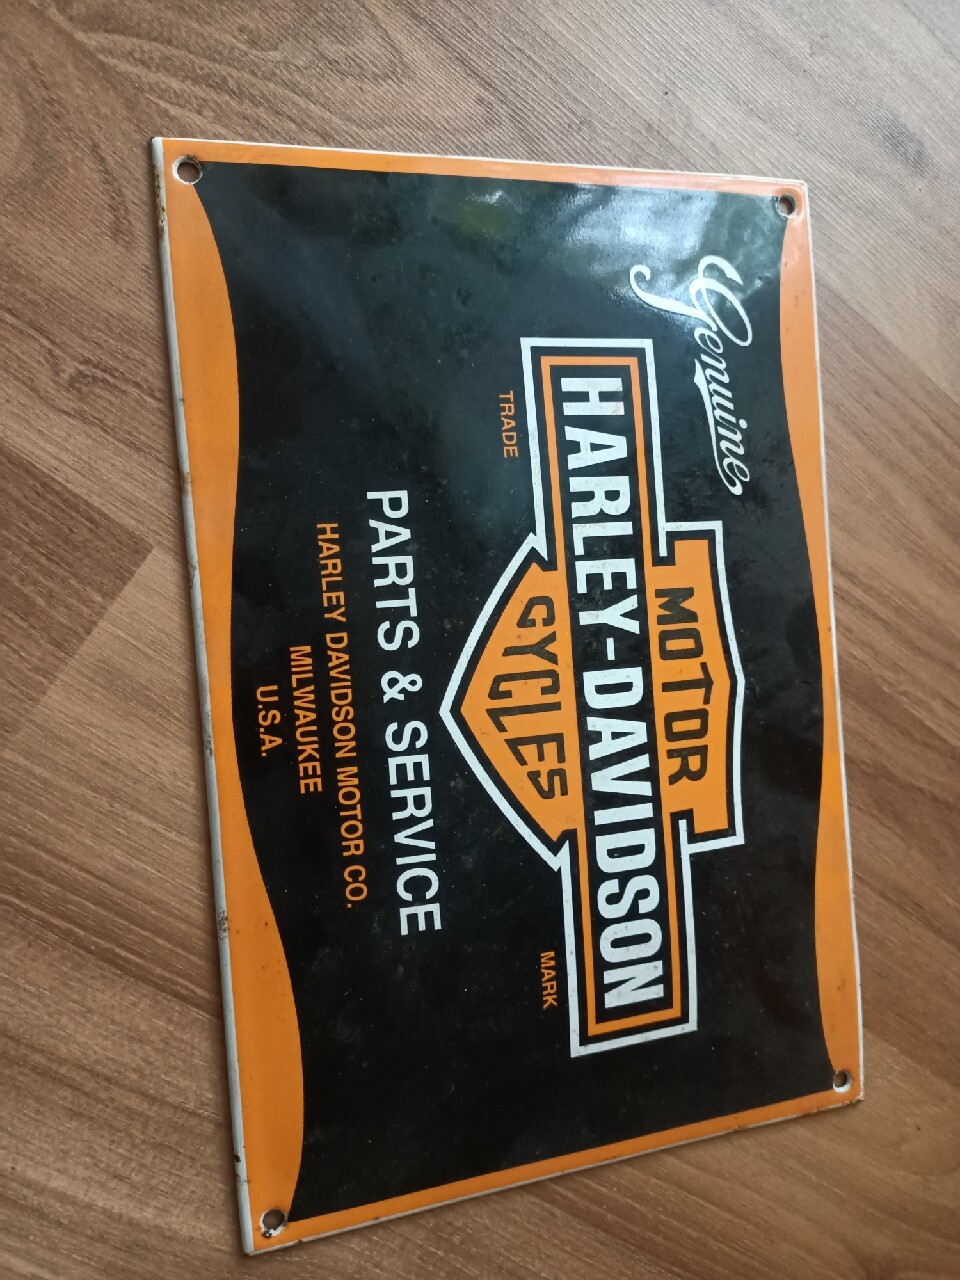 Genuine
MOTOR
HARLEY-DAVIDSON
CYCLES
TRADE MARK
PARTS & SERVICE
HARLEY DAVIDSON MOTOR CO.
MILWAUKEE
U.S.A.